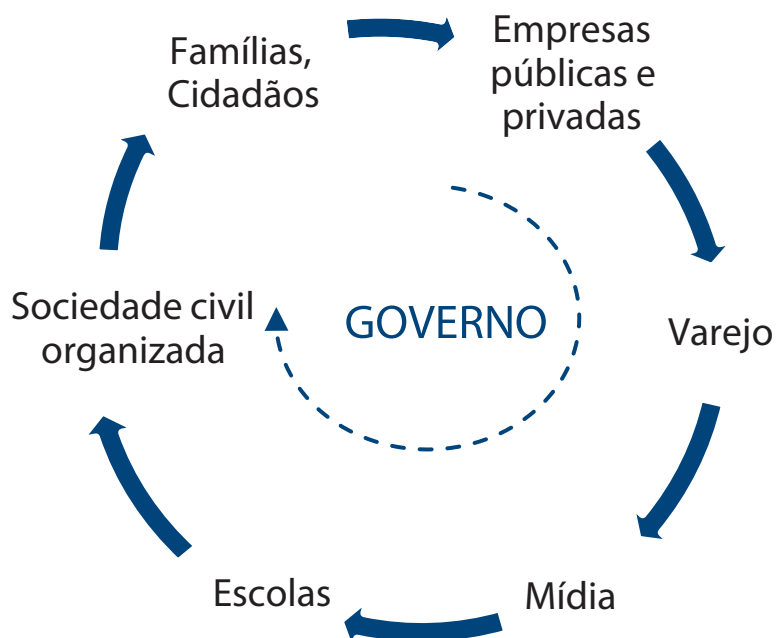 Famílias,
Cidadãos
Empresas
públicas e
privadas
Varejo
Mídia
Escolas
Sociedade civil
organizada
GOVERNO